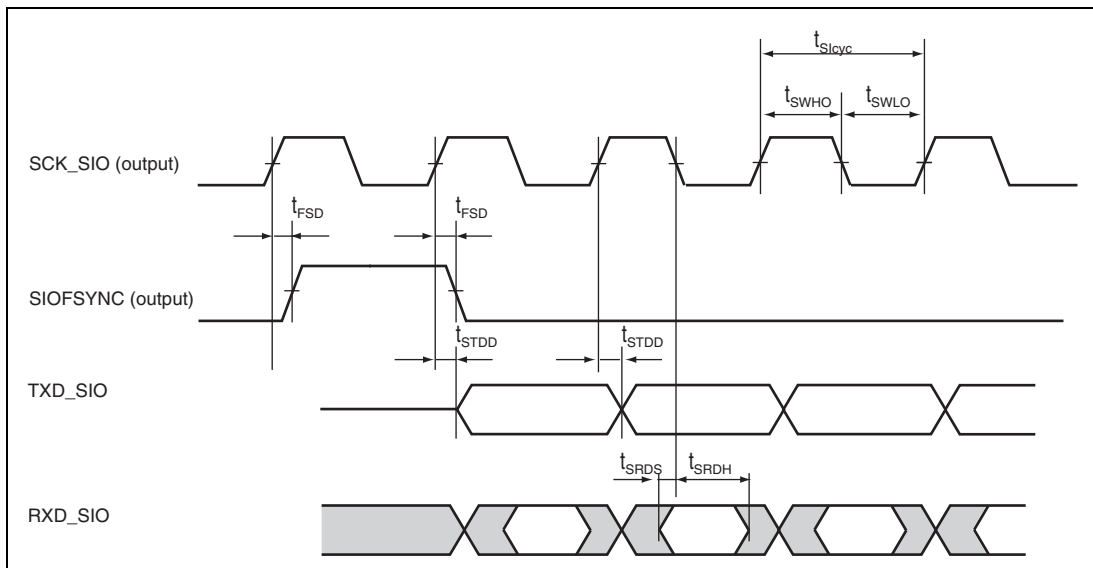 tSIcyc
tSWHO tSWLO
SCK_SIO (output)
tFSD tFSD
SIOFSYNC (output)
tSTDD tSTDD
TXD_SIO
tSRDS tSRDH
RXD_SIO